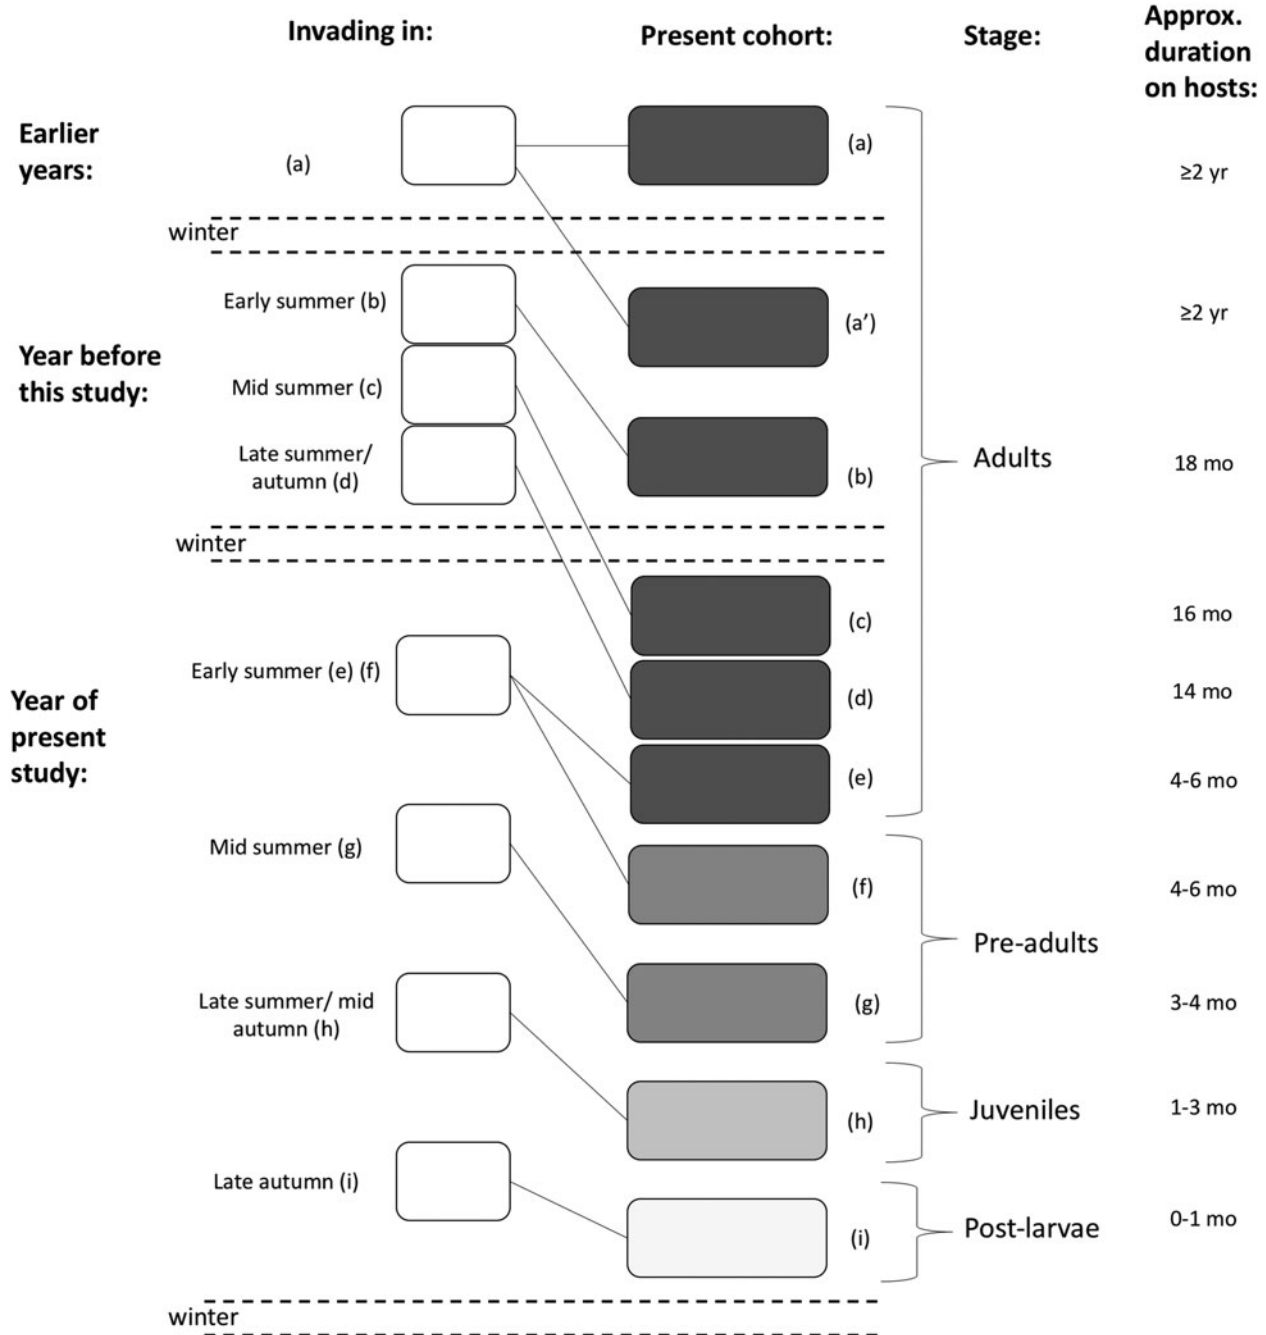 Invading in:
Present cohort:
Stage:
Approx.
duration
on hosts:
Earlier
years:
(a)
(a)
≥2 yr
winter
Early summer (b)
(a’)
≥2 yr
Year before
this study:
Mid summer (c)
Late summer/
autumn (d)
(b)
Adults
18 mo
winter
(c)
16 mo
Early summer (e) (f)
(d)
14 mo
Year of
present
study:
(e)
4-6 mo
Mid summer (g)
(f)
4-6 mo
Pre-adults
Late summer/ mid
autumn (h)
(g)
3-4 mo
(h)
Juveniles
1-3 mo
Late autumn (i)
(i)
Post-larvae
0-1 mo
winter